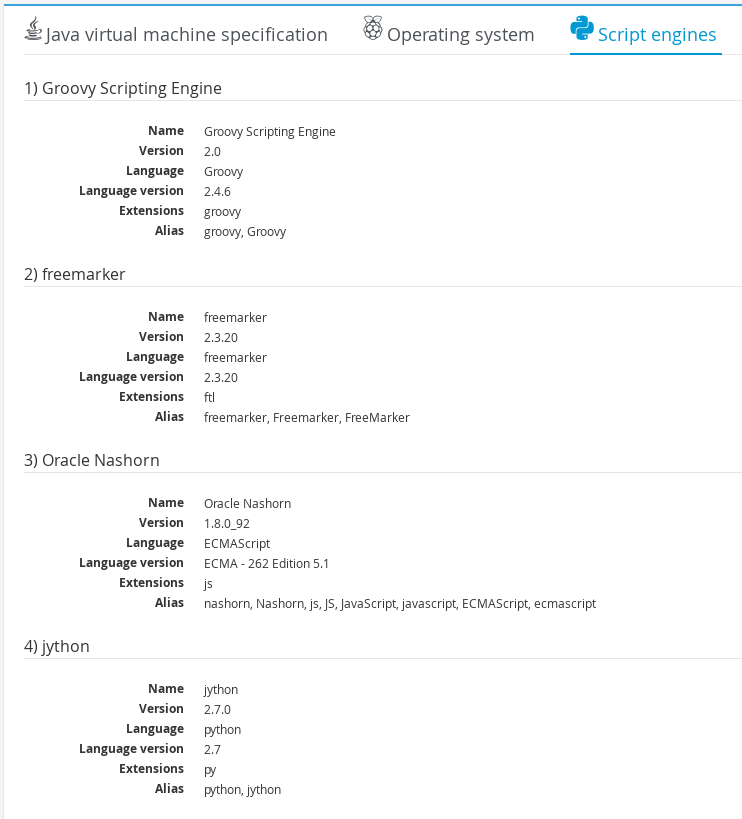 Java virtual machine specification Operating system Script engines
1) Groovy Scripting Engine
Name Groovy Scripting Engine
Version 2.0
Language Groovy
Language version 2.4.6
Extensions groovy
Alias groovy, Groovy
2) freemarker
Name freemarker
Version 2.3.20
Language freemarker
Language version 2.3.20
Extensions ftl
Alias freemarker, Freemarker, FreeMarker
3) Oracle Nashorn
Name Oracle Nashorn
Version 1.8.0_92
Language ECMAScript
Language version ECMA - 262 Edition 5.1
Extensions js
Alias nashorn, Nashorn, js, JS, JavaScript, javascript, ECMAScript, ecmascript
4) jython
Name jython
Version 2.7.0
Language python
Language version 2.7
Extensions py
Alias python, jython